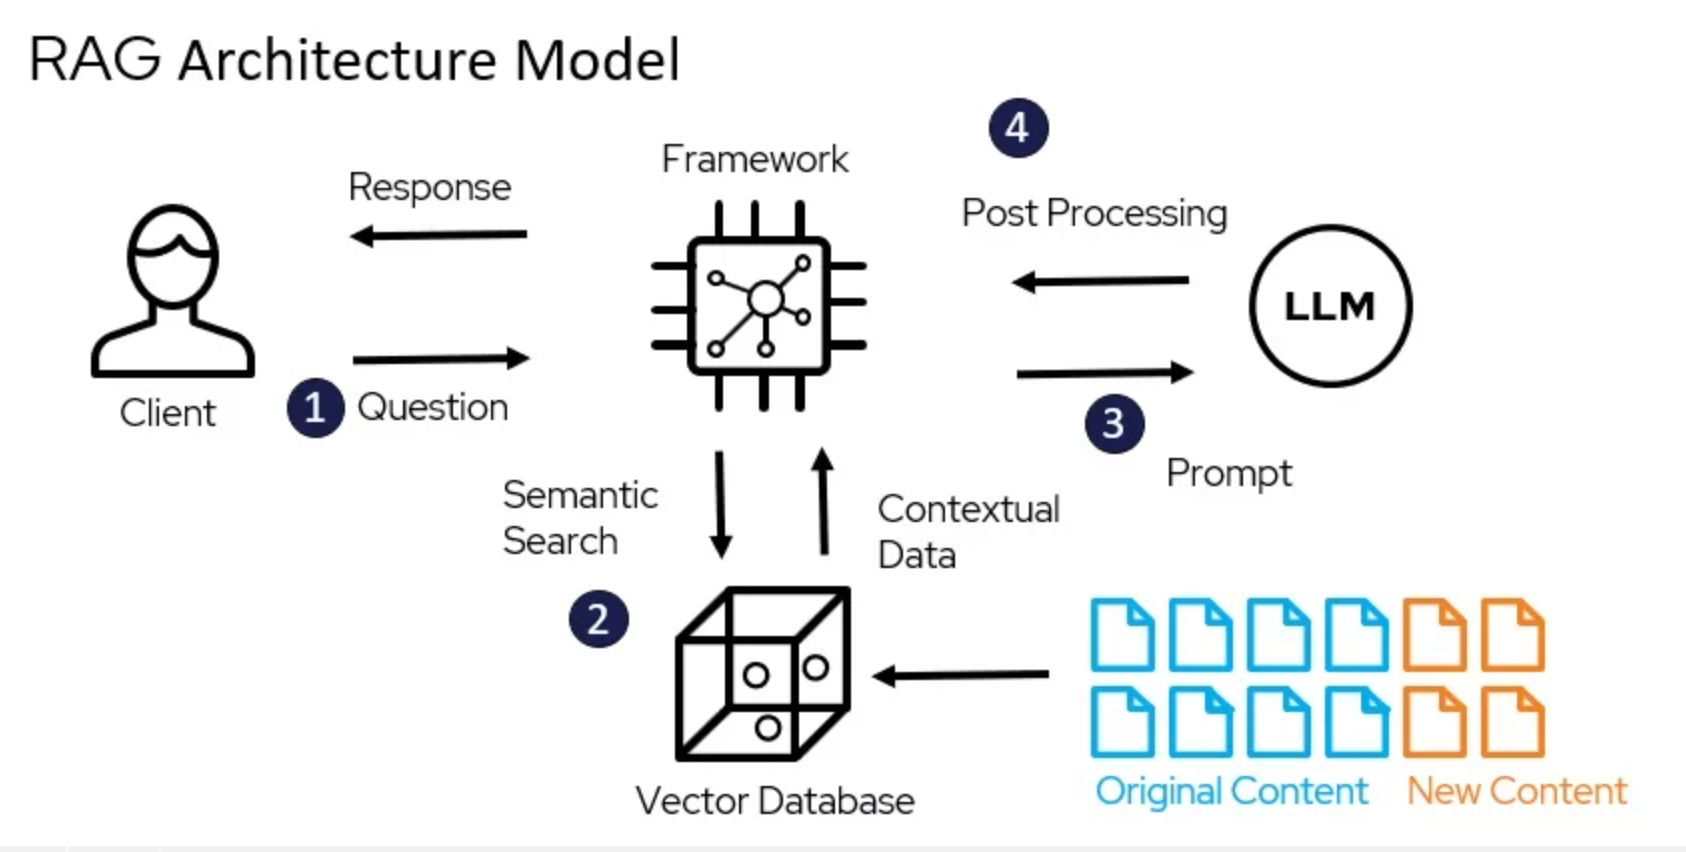 RAG Architecture Model
4
Framework
Response
Post Processing
LLM
Client
1
Question
3
Prompt
Semantic
Search
Contextual
Data
2
Vector Database
Original Content
New Content